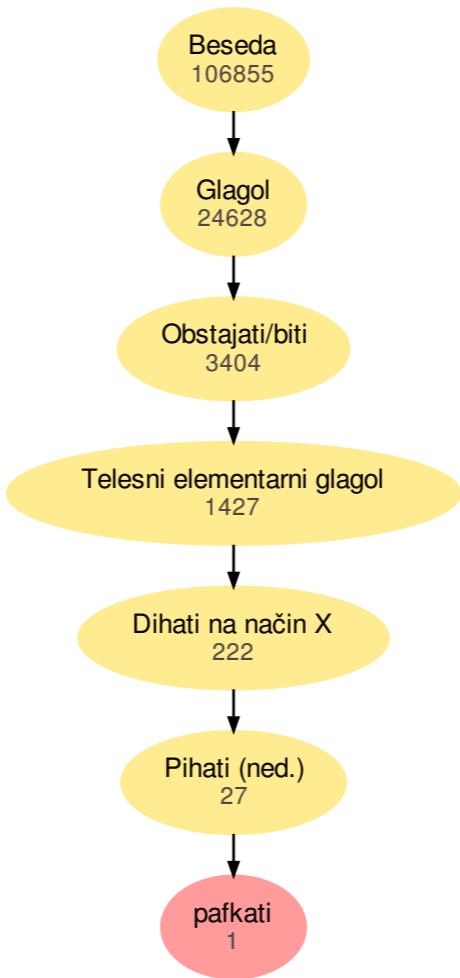 Beseda
106855
Glagol
24628
Obstajati/biti
3404
Telesni elementarni glagol
1427
Dihati na način X
222
Pihati (ned.)
27
pafkati
1